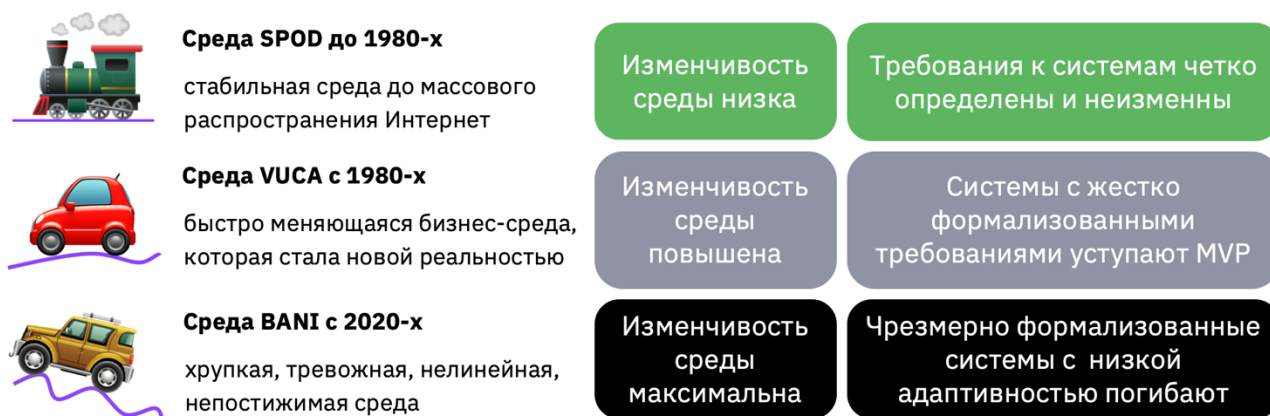 Среда SPOD до 1980-х
стабильная среда до массового
распространения Интернет
Изменчивость
среды низка
Требования к системам четко
определены и неизменны
Среда VUCA с 1980-х
быстро меняющаяся бизнес-среда,
которая стала новой реальностью
Изменчивость
среды
повышена
Системы с жестко
формализованными
требованиями уступают MVP
Среда BANI с 2020-х
хрупкая, тревожная, нелинейная,
непостижимая среда
Изменчивость
среды
максимальна
Чрезмерно формализованные
системы с низкой
адаптивностью погибают